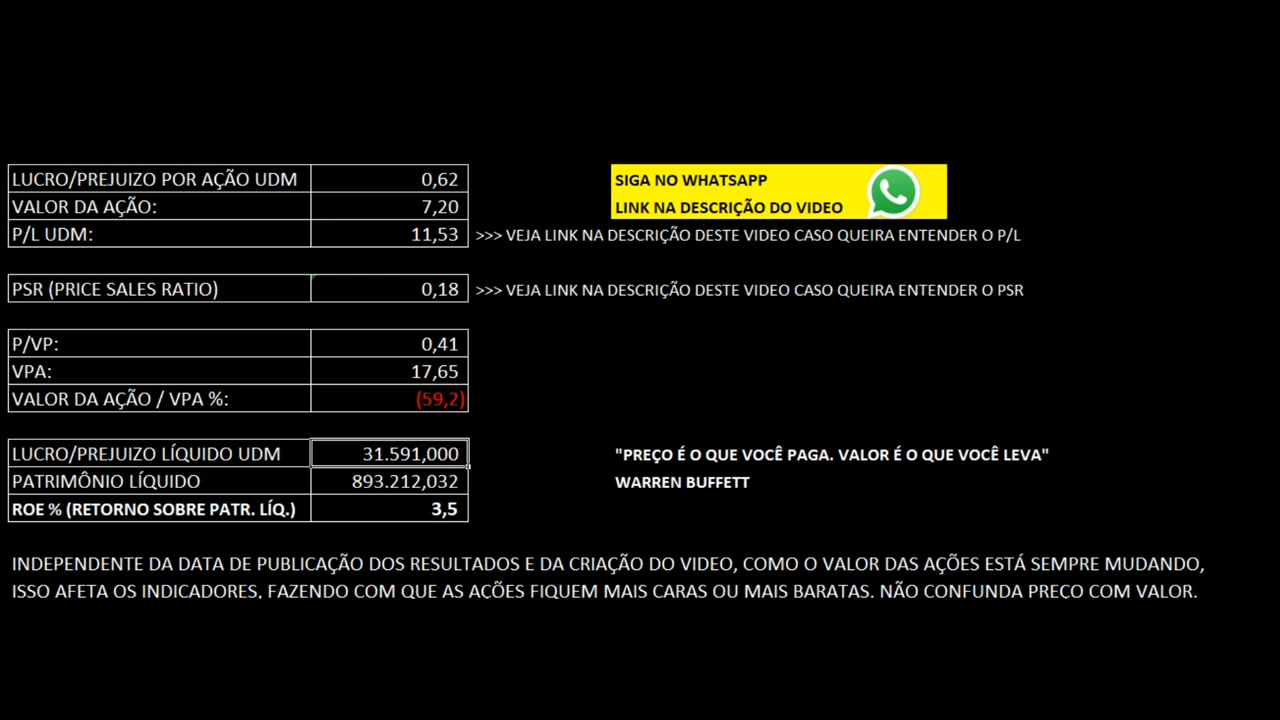 LUCRO/PREJUIZO POR AÇÃO UDM 0,62
VALOR DA AÇÃO: 7,20
P/L UDM: 11,53
SIGA NO WHATSAPP
LINK NA DESCRIÇÃO DO VIDEO
>>> VEJA LINK NA DESCRIÇÃO DESTE VIDEO CASO QUEIRA ENTENDER O P/L
PSR (PRICE SALES RATIO) 0,18
>>> VEJA LINK NA DESCRIÇÃO DESTE VIDEO CASO QUEIRA ENTENDER O PSR
P/VP: 0,41
VPA: 17,65
VALOR DA AÇÃO / VPA %: (59,2)
LUCRO/PREJUIZO LÍQUIDO UDM 31.591,000
PATRIMÔNIO LÍQUIDO 893.212,032
ROE % (RETORNO SOBRE PATR. LÍQ.) 3,5
"PREÇO É O QUE VOCÊ PAGA. VALOR É O QUE VOCÊ LEVA"
WARREN BUFFETT
INDEPENDENTE DA DATA DE PUBLICAÇÃO DOS RESULTADOS E DA CRIAÇÃO DO VIDEO, COMO O VALOR DAS AÇÕES ESTÁ SEMPRE MUDANDO,
ISSO AFETA OS INDICADORES, FAZENDO COM QUE AS AÇÕES FIQUEM MAIS CARAS OU MAIS BARATAS. NÃO CONFUNDA PREÇO COM VALOR.